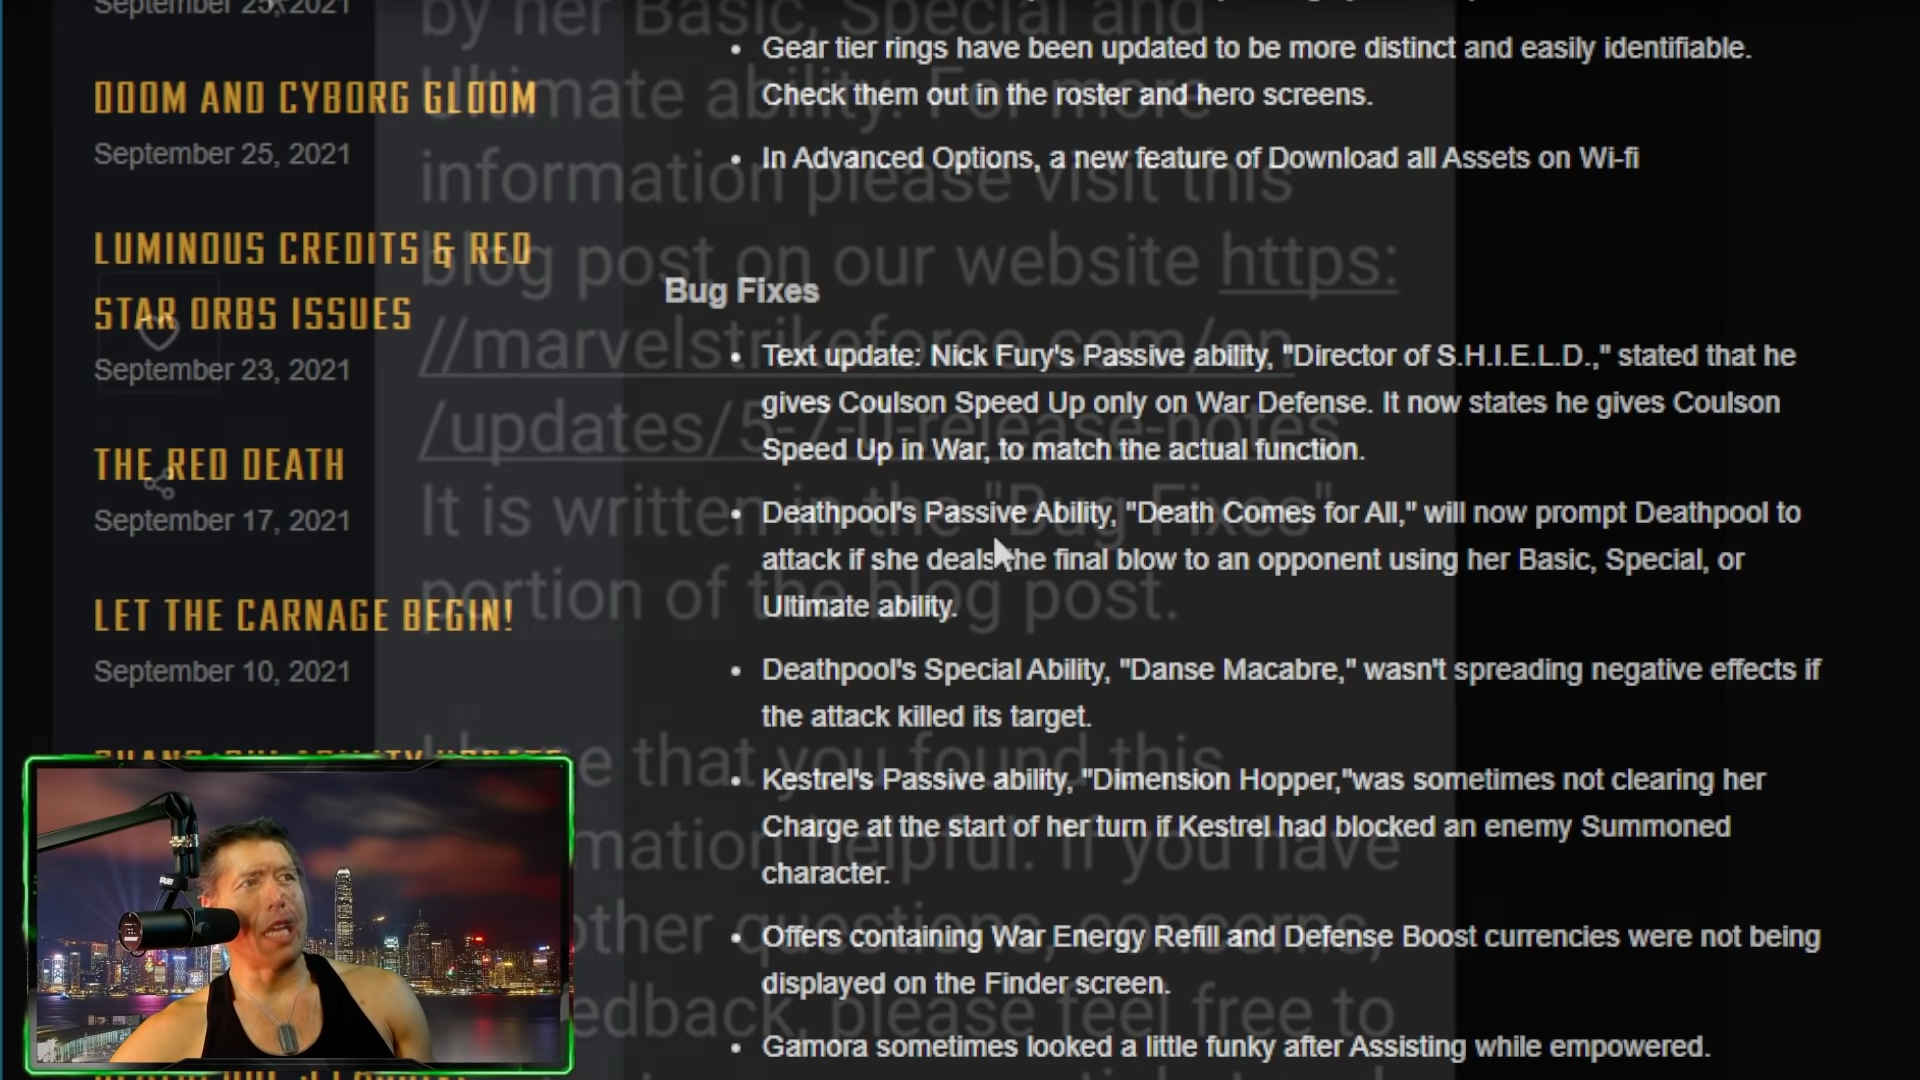 September 25, 2021
DOOM AND CYBORG GLOOM
September 25, 2021
LUMINOUS CREDITS & RED
STAR ORBS ISSUES
September 23, 2021
THE RED DEATH
September 17, 2021
LET THE CARNAGE BEGIN!
September 10, 2021
by her Basic, Special and
Ultimate ability. For more
information please visit this
blog post on our website https:
//marvelstrikeforce.com/en
/updates/5-7-0-release-notes
It is written in the "Bug Fixes"
portion of the blog post.
I hope that you found this
information helpful. If you have
other questions, concerns,
feedback, please feel free to
• Gear tier rings have been updated to be more distinct and easily identifiable.
Check them out in the roster and hero screens.
• In Advanced Options, a new feature of Download all Assets on Wi-fi
Bug Fixes
• Text update: Nick Fury's Passive ability, "Director of S.H.I.E.L.D.," stated that he
gives Coulson Speed Up only on War Defense. It now states he gives Coulson
Speed Up in War, to match the actual function.
• Deathpool's Passive Ability, "Death Comes for All," will now prompt Deathpool to
attack if she deals the final blow to an opponent using her Basic, Special, or
Ultimate ability.
• Deathpool's Special Ability, "Danse Macabre," wasn't spreading negative effects if
the attack killed its target.
• Kestrel's Passive ability, "Dimension Hopper,"was sometimes not clearing her
Charge at the start of her turn if Kestrel had blocked an enemy Summoned
character.
• Offers containing War Energy Refill and Defense Boost currencies were not being
displayed on the Finder screen.
• Gamora sometimes looked a little funky after Assisting while empowered.